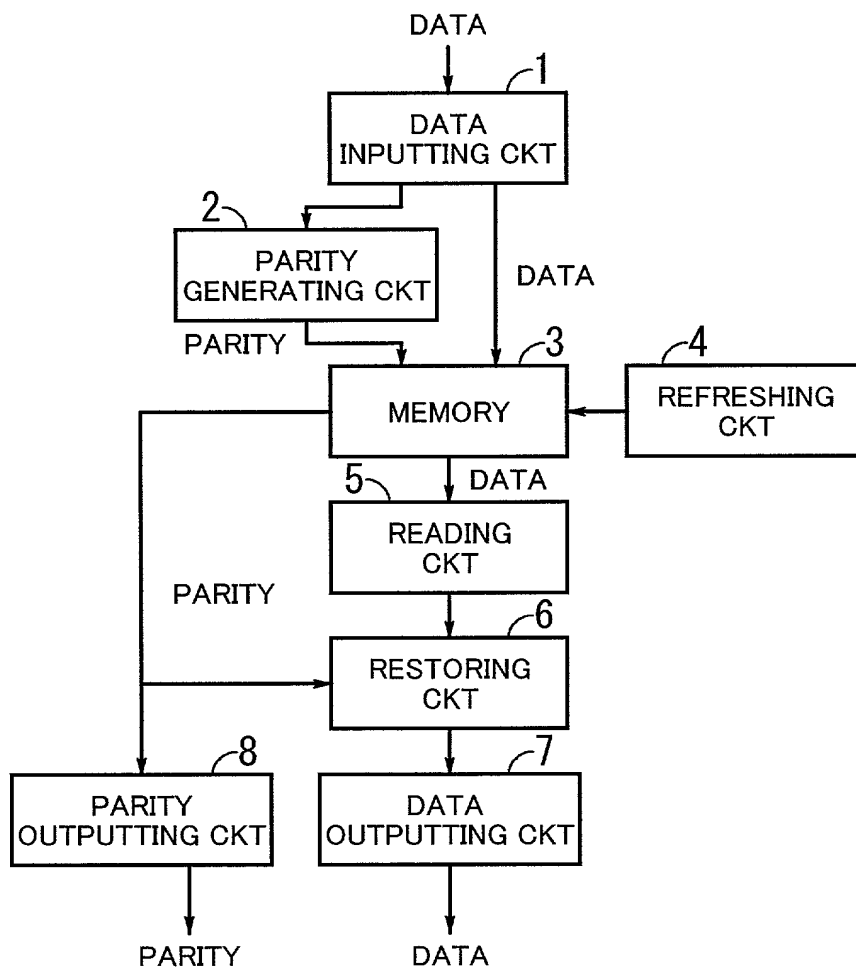 DATA
1
DATA
INPUTTING CKT
2
PARITY
GENERATING CKT
DATA
PARITY
3
4
MEMORY
REFRESHING
CKT
DATA
5
READING
CKT
PARITY
6
RESTORING
CKT
8
7
PARITY
OUTPUTTING CKT
DATA
OUTPUTTING CKT
PARITY
DATA